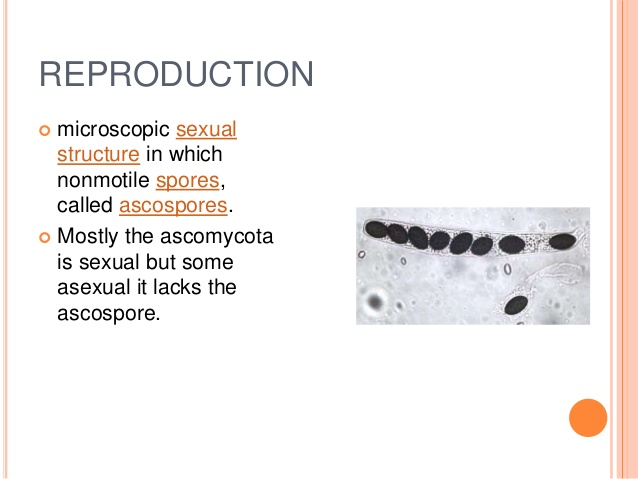 REPRODUCTION
microscopic sexual
structure in which
nonmotile spores,
called ascospores.
Mostly the ascomycota
is sexual but some
asexual it lacks the
ascospore.